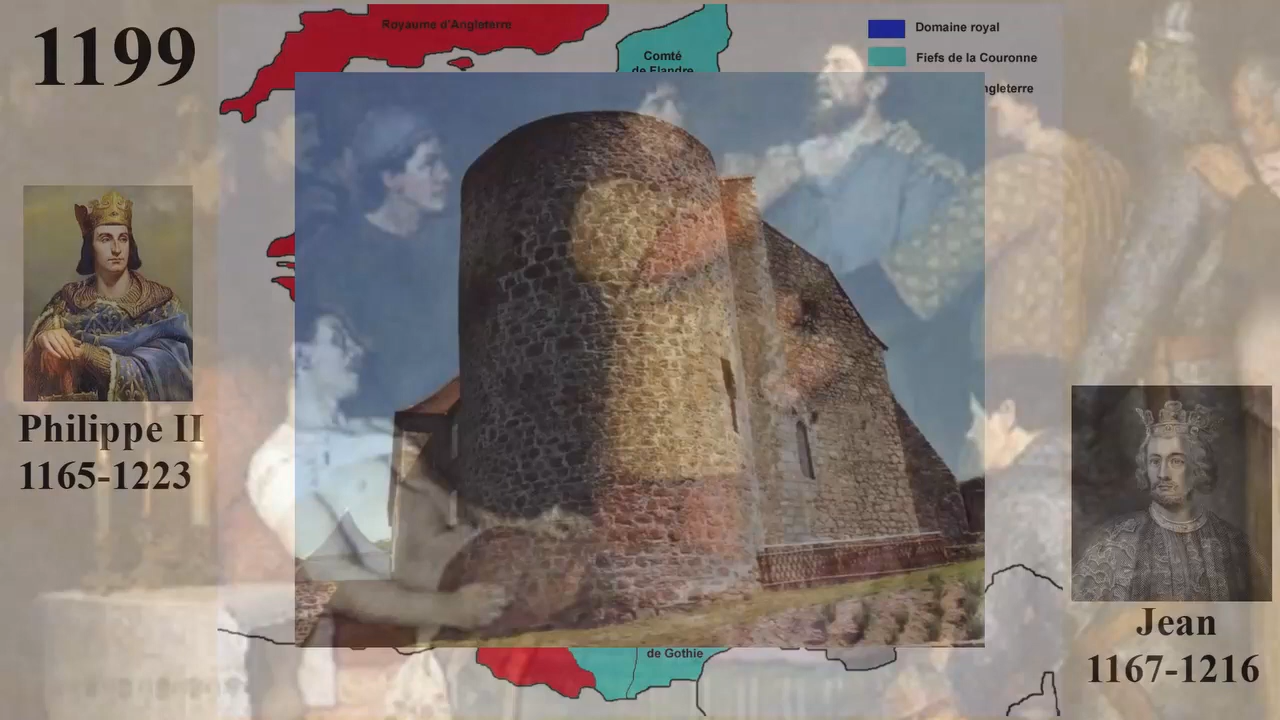 1199
Royaume d'Angleterre
Domaine royal
Comté
de Flandre
Fiefs de la Couronne
ngleterre
Philippe II
1165-1223
Jean
1167-1216
de Gothie